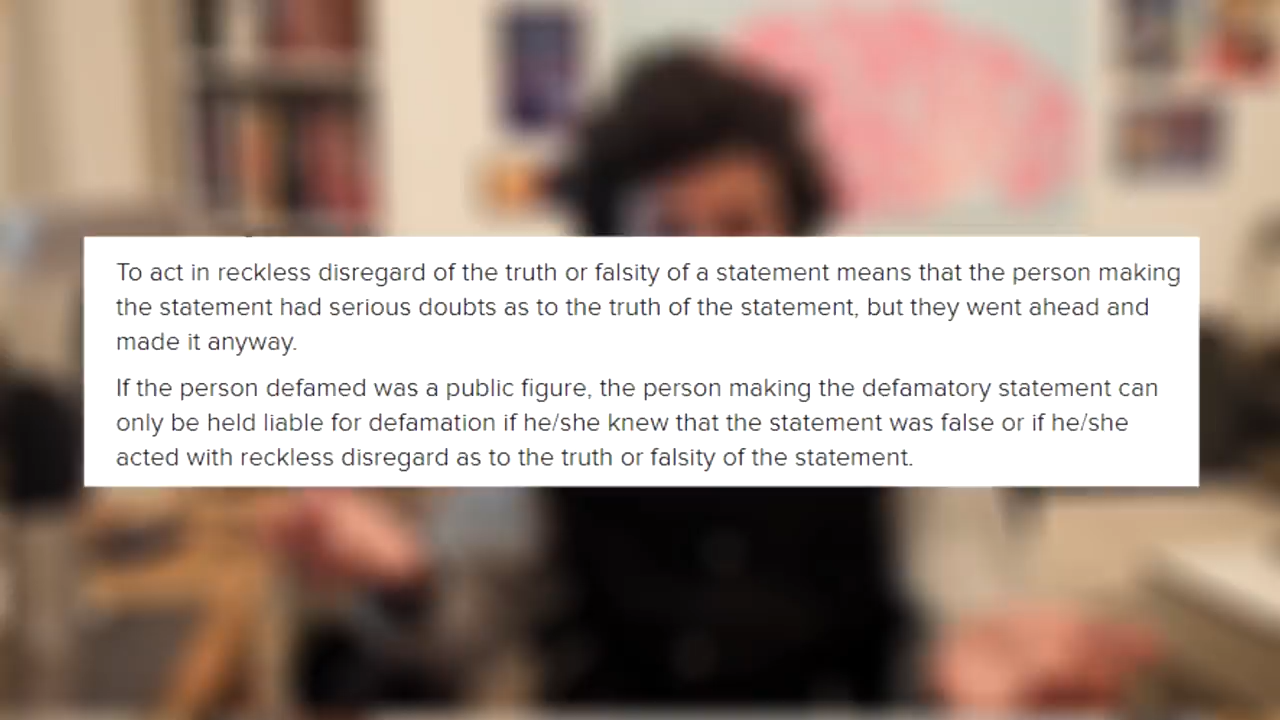 To act in reckless disregard of the truth or falsity of a statement means that the person making
the statement had serious doubts as to the truth of the statement, but they went ahead and
made it anyway.
If the person defamed was a public figure, the person making the defamatory statement can
only be held liable for defamation if he/she knew that the statement was false or if he/she
acted with reckless disregard as to the truth or falsity of the statement.